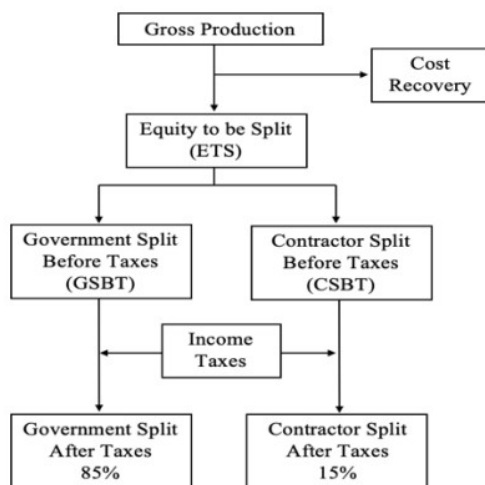 Gross Production
Cost
Recovery
Equity to be Split
(ETS)
Government Split
Before Taxes
(GSBT)
Contractor Split
Before Taxes
(CSBT)
Income
Taxes
Government Split
After Taxes
85%
Contractor Split
After Taxes
15%